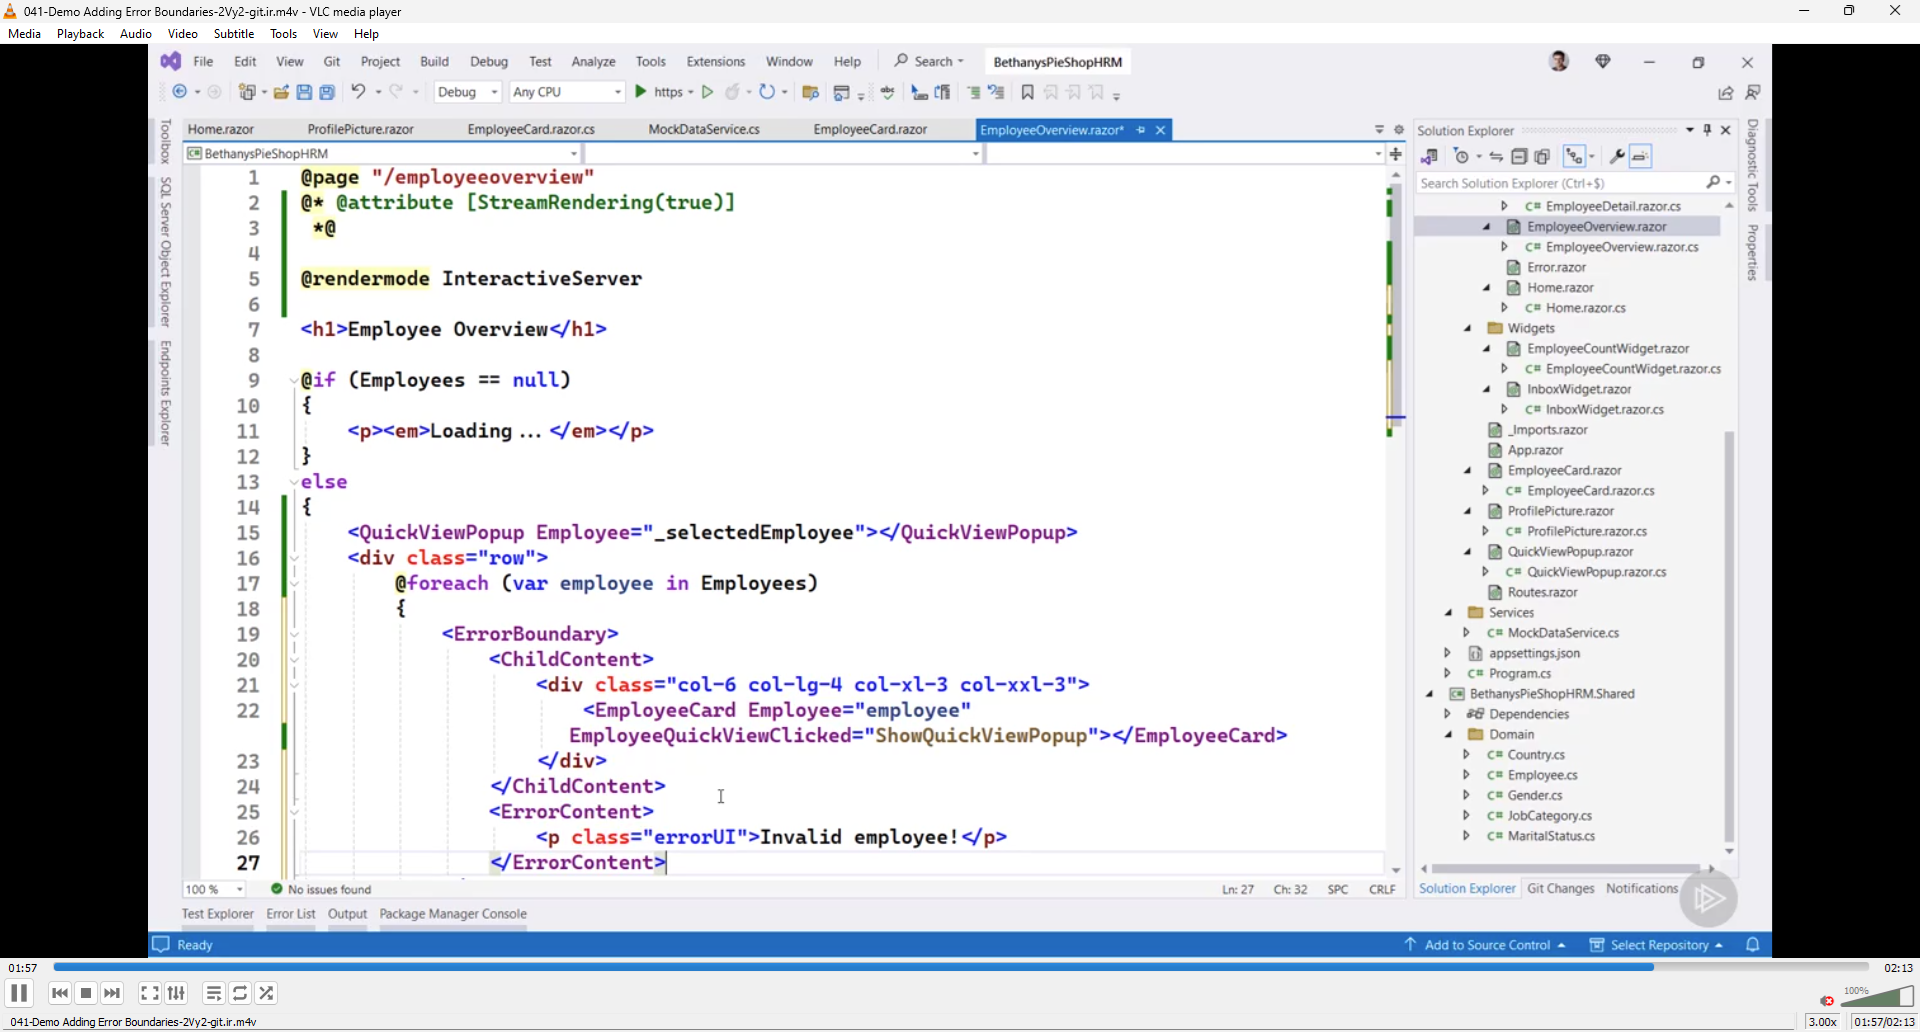 041-Demo Adding Error Boundaries-2Vy2-git.ir.m4v - VLC media player
Media Playback Audio Video Subtitle Tools View Help
File Edit View Git Project Build Debug Test Analyze Tools Extensions Window Help Search BethanysPieShopHRM
Debug Any CPU https
Home.razor ProfilePicture.razor EmployeeCard.razor.cs MockDataService.cs EmployeeCard.razor EmployeeOverview.razor*
BethanysPieShopHRM
Toolbox
SQL Server Object Explorer
Endpoints Explorer
1 @page "/employeeoverview"
2 @* @attribute [StreamRendering(true)]
3 *@
4
5 @rendermode InteractiveServer
6
7 <h1>Employee Overview</h1>
8
9 @if (Employees == null)
10 {
11 <p><em>Loading...</em></p>
12 }
13 else
14 {
15 <QuickViewPopup Employee="_selectedEmployee"></QuickViewPopup>
16 <div class="row">
17 @foreach (var employee in Employees)
18 {
19 <ErrorBoundary>
20 <ChildContent>
21 <div class="col-6 col-lg-4 col-xl-3 col-xxl-3">
22 <EmployeeCard Employee="employee"
EmployeeQuickViewClicked="ShowQuickViewPopup"></EmployeeCard>
23 </div>
24 </ChildContent>
25 <ErrorContent>
26 <p class="errorUI">Invalid employee!</p>
27 </ErrorContent>
100 % No issues found Ln: 27 Ch: 32 SPC CRLF
Solution Explorer
Search Solution Explorer (Ctrl+$)
C# EmployeeDetail.razor.cs
EmployeeOverview.razor
C# EmployeeOverview.razor.cs
Error.razor
Home.razor
C# Home.razor.cs
Widgets
EmployeeCountWidget.razor
C# EmployeeCountWidget.razor.cs
InboxWidget.razor
C# InboxWidget.razor.cs
_Imports.razor
App.razor
EmployeeCard.razor
C# EmployeeCard.razor.cs
ProfilePicture.razor
C# ProfilePicture.razor.cs
QuickViewPopup.razor
C# QuickViewPopup.razor.cs
Routes.razor
Services
C# MockDataService.cs
appsettings.json
C# Program.cs
BethanysPieShopHRM.Shared
Dependencies
Domain
C# Country.cs
C# Employee.cs
C# Gender.cs
C# JobCategory.cs
C# MaritalStatus.cs
Solution Explorer Git Changes Notifications
Diagnostic Tools
Properties
Test Explorer Error List Output Package Manager Console
Ready Add to Source Control Select Repository
01:57 02:13
100%
041-Demo Adding Error Boundaries-2Vy2-git.ir.m4v 3.00x 01:57/02:13